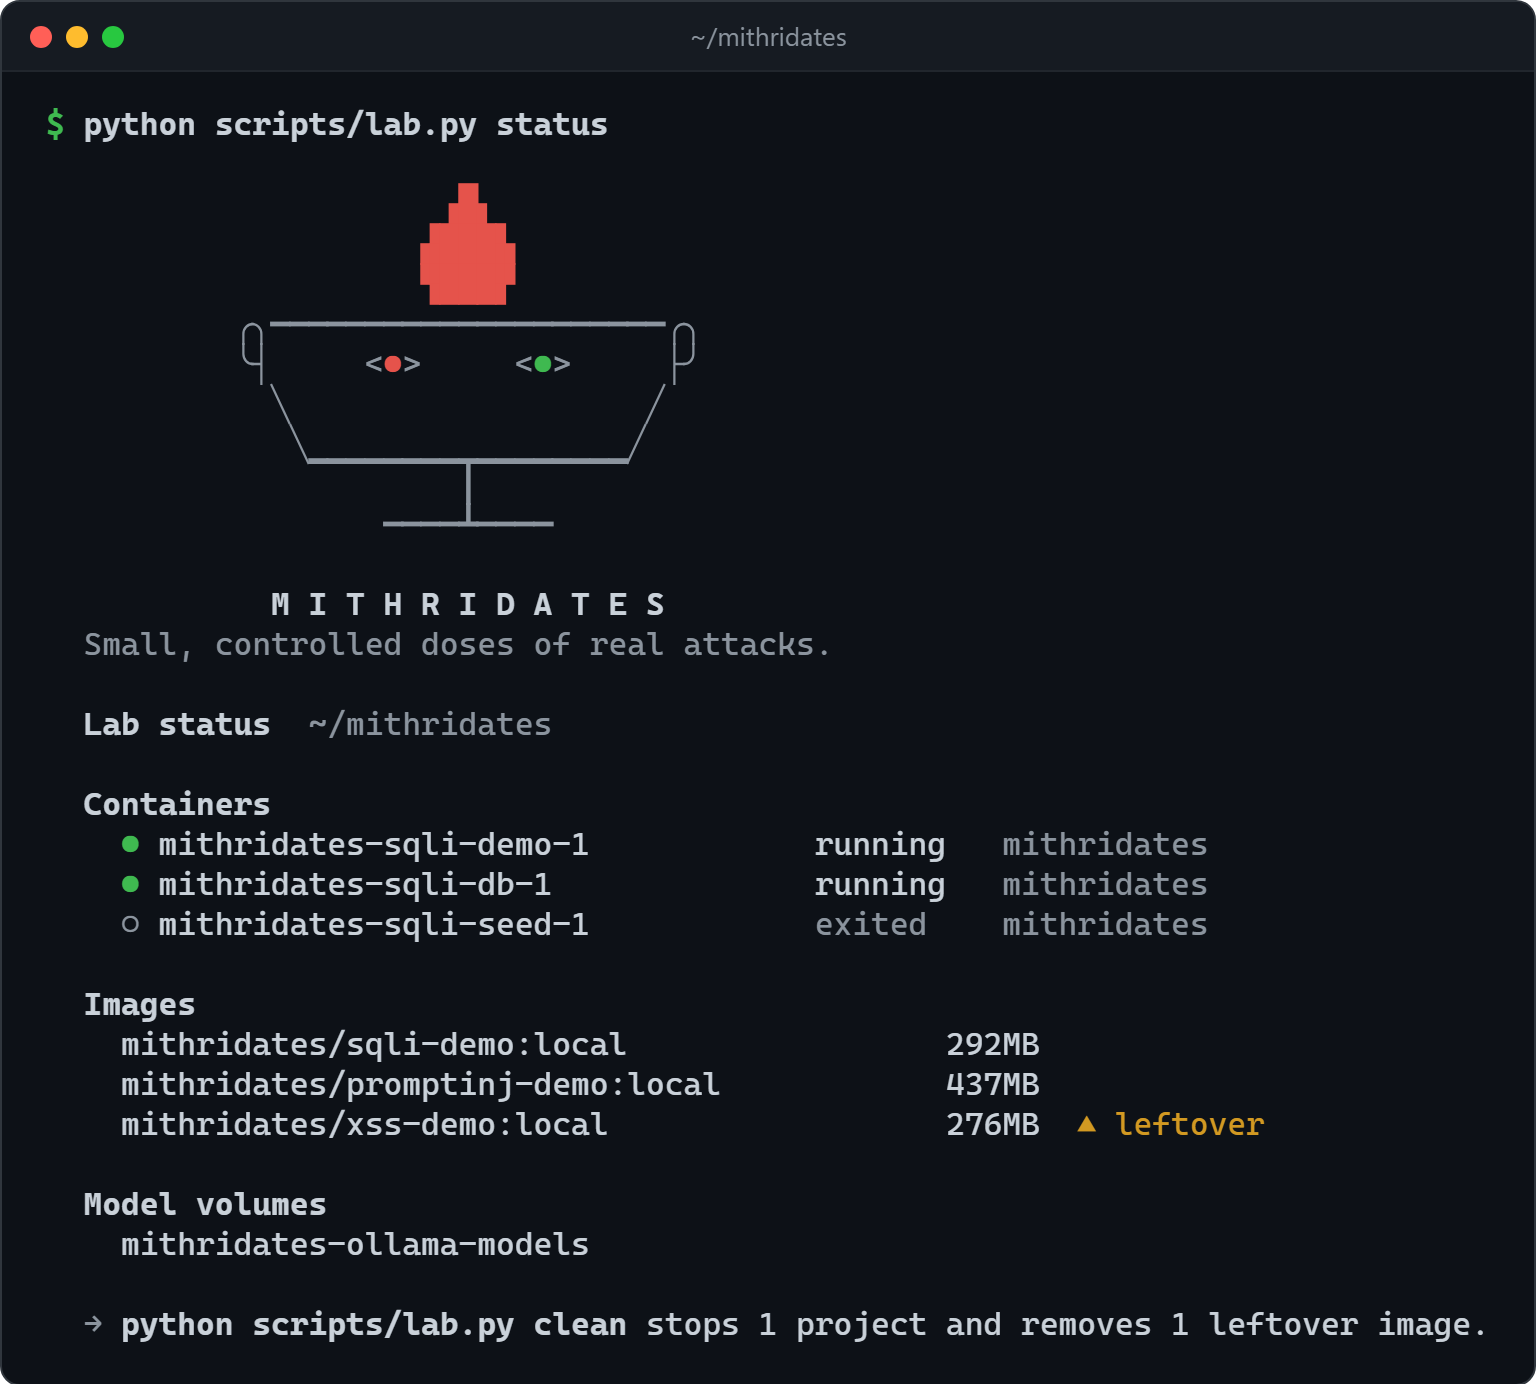 ~/mithridates
$ python scripts/lab.py status
<●> <●>
M I T H R I D A T E S
Small, controlled doses of real attacks.
Lab status ~/mithridates
Containers
● mithridates-sqli-demo-1 running mithridates
● mithridates-sqli-db-1 running mithridates
○ mithridates-sqli-seed-1 exited mithridates
Images
mithridates/sqli-demo:local 292MB
mithridates/promptinj-demo:local 437MB
mithridates/xss-demo:local 276MB ▲ leftover
Model volumes
mithridates-ollama-models
→ python scripts/lab.py clean stops 1 project and removes 1 leftover image.